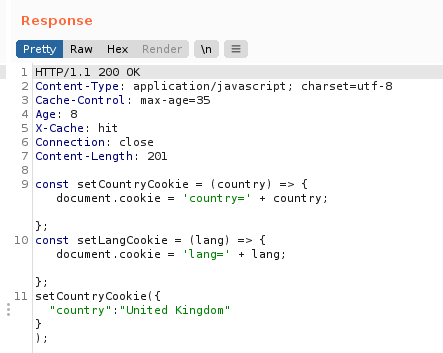 Response
Pretty Raw Hex Render \n ≡
1 HTTP/1.1 200 OK
2 Content-Type: application/javascript; charset=utf-8
3 Cache-Control: max-age=35
4 Age: 8
5 X-Cache: hit
6 Connection: close
7 Content-Length: 201
8
9 const setCountryCookie = (country) => {
document.cookie = 'country=' + country;
};
10 const setLangCookie = (lang) => {
document.cookie = 'lang=' + lang;
};
11 setCountryCookie({
"country":"United Kingdom"
}
);